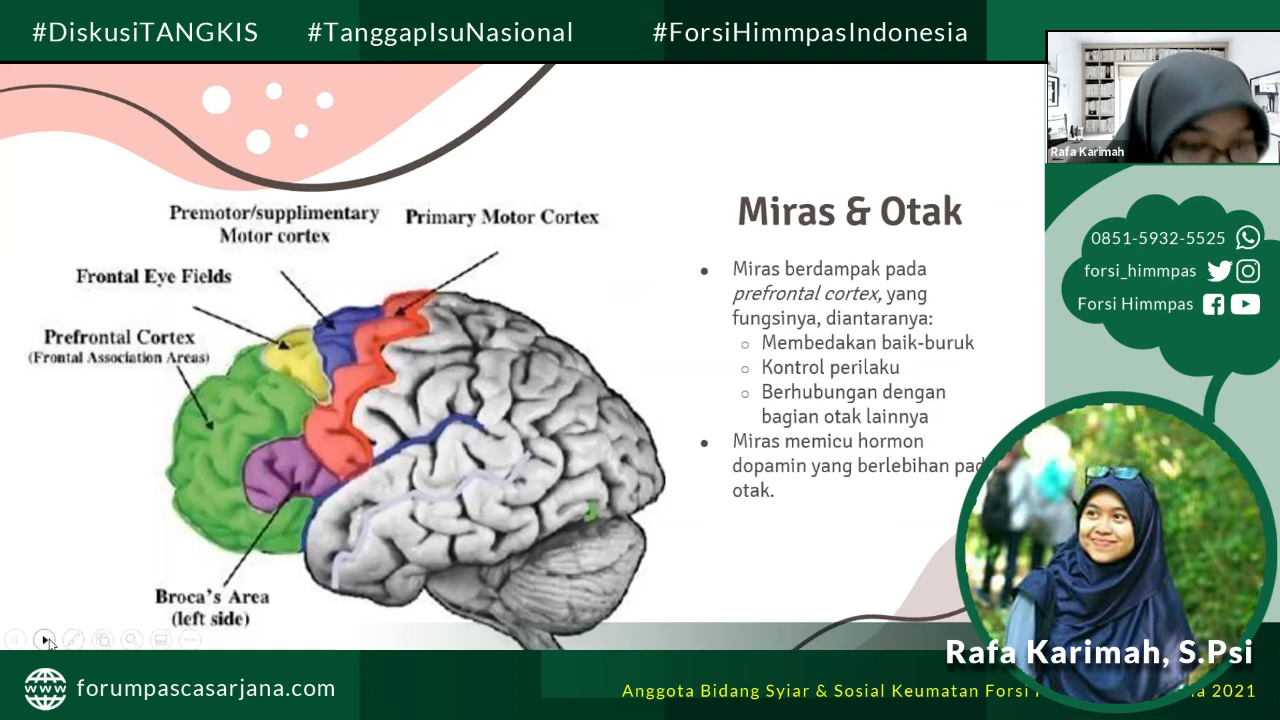 #DiskusiTANGKIS
#TanggapIsuNasional
#ForsiHimmpasIndonesia
Rafa Karimah
Premotor/supplimentary
Motor cortex
Primary Motor Cortex
Frontal Eye Fields
Prefrontal Cortex
(Frontal Association Areas)
Broca's Area
(left side)
Miras & Otak
Miras berdampak pada
prefrontal cortex, yang
fungsinya, diantaranya:
Membedakan baik-buruk
Kontrol perilaku
Berhubungan dengan
bagian otak lainnya
Miras memicu hormon
dopamin yang berlebihan pad
otak.
0851-5932-5525
forsi_himmpas
Forsi Himmpas
Rafa Karimah, S.Psi
www
forumpascasarjana.com
Anggota Bidang Syiar & Sosial Keumatan Forsi 2021